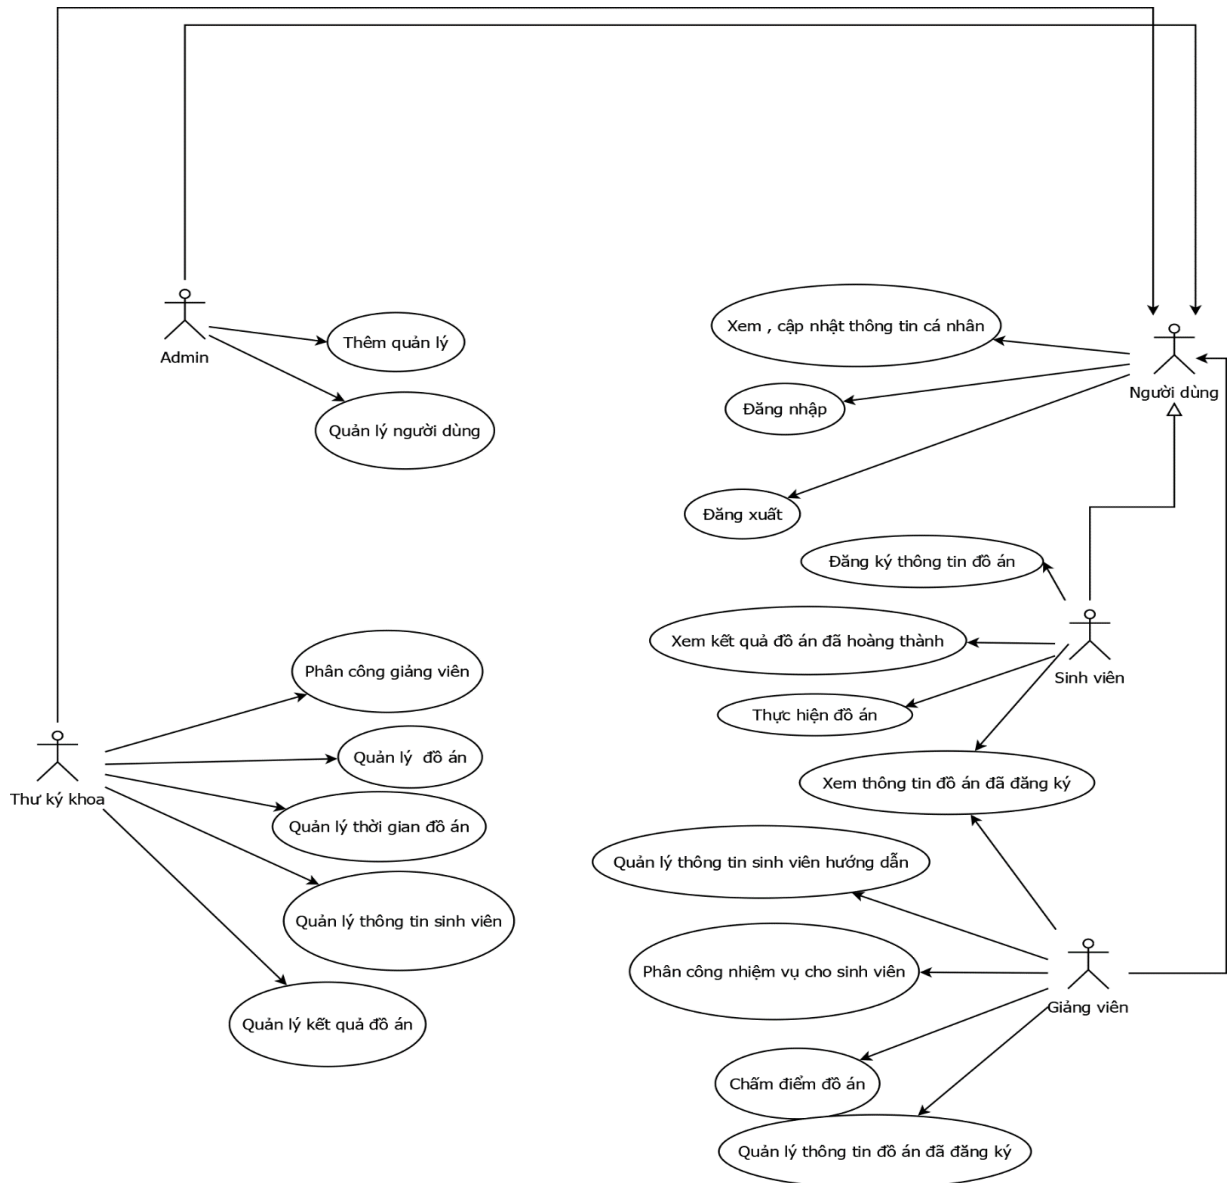 Admin
Thêm quản lý
Quản lý người dùng
Xem , cập nhật thông tin cá nhân
Người dùng
Đăng nhập
Đăng xuất
Đăng ký thông tin đồ án
Xem kết quả đồ án đã hoàng thành
Sinh viên
Thực hiện đồ án
Xem thông tin đồ án đã đăng ký
Phân công giảng viên
Quản lý đồ án
Thư ký khoa
Quản lý thời gian đồ án
Quản lý thông tin sinh viên
Quản lý kết quả đồ án
Quản lý thông tin sinh viên hướng dẫn
Phân công nhiệm vụ cho sinh viên
Giảng viên
Chấm điểm đồ án
Quản lý thông tin đồ án đã đăng ký